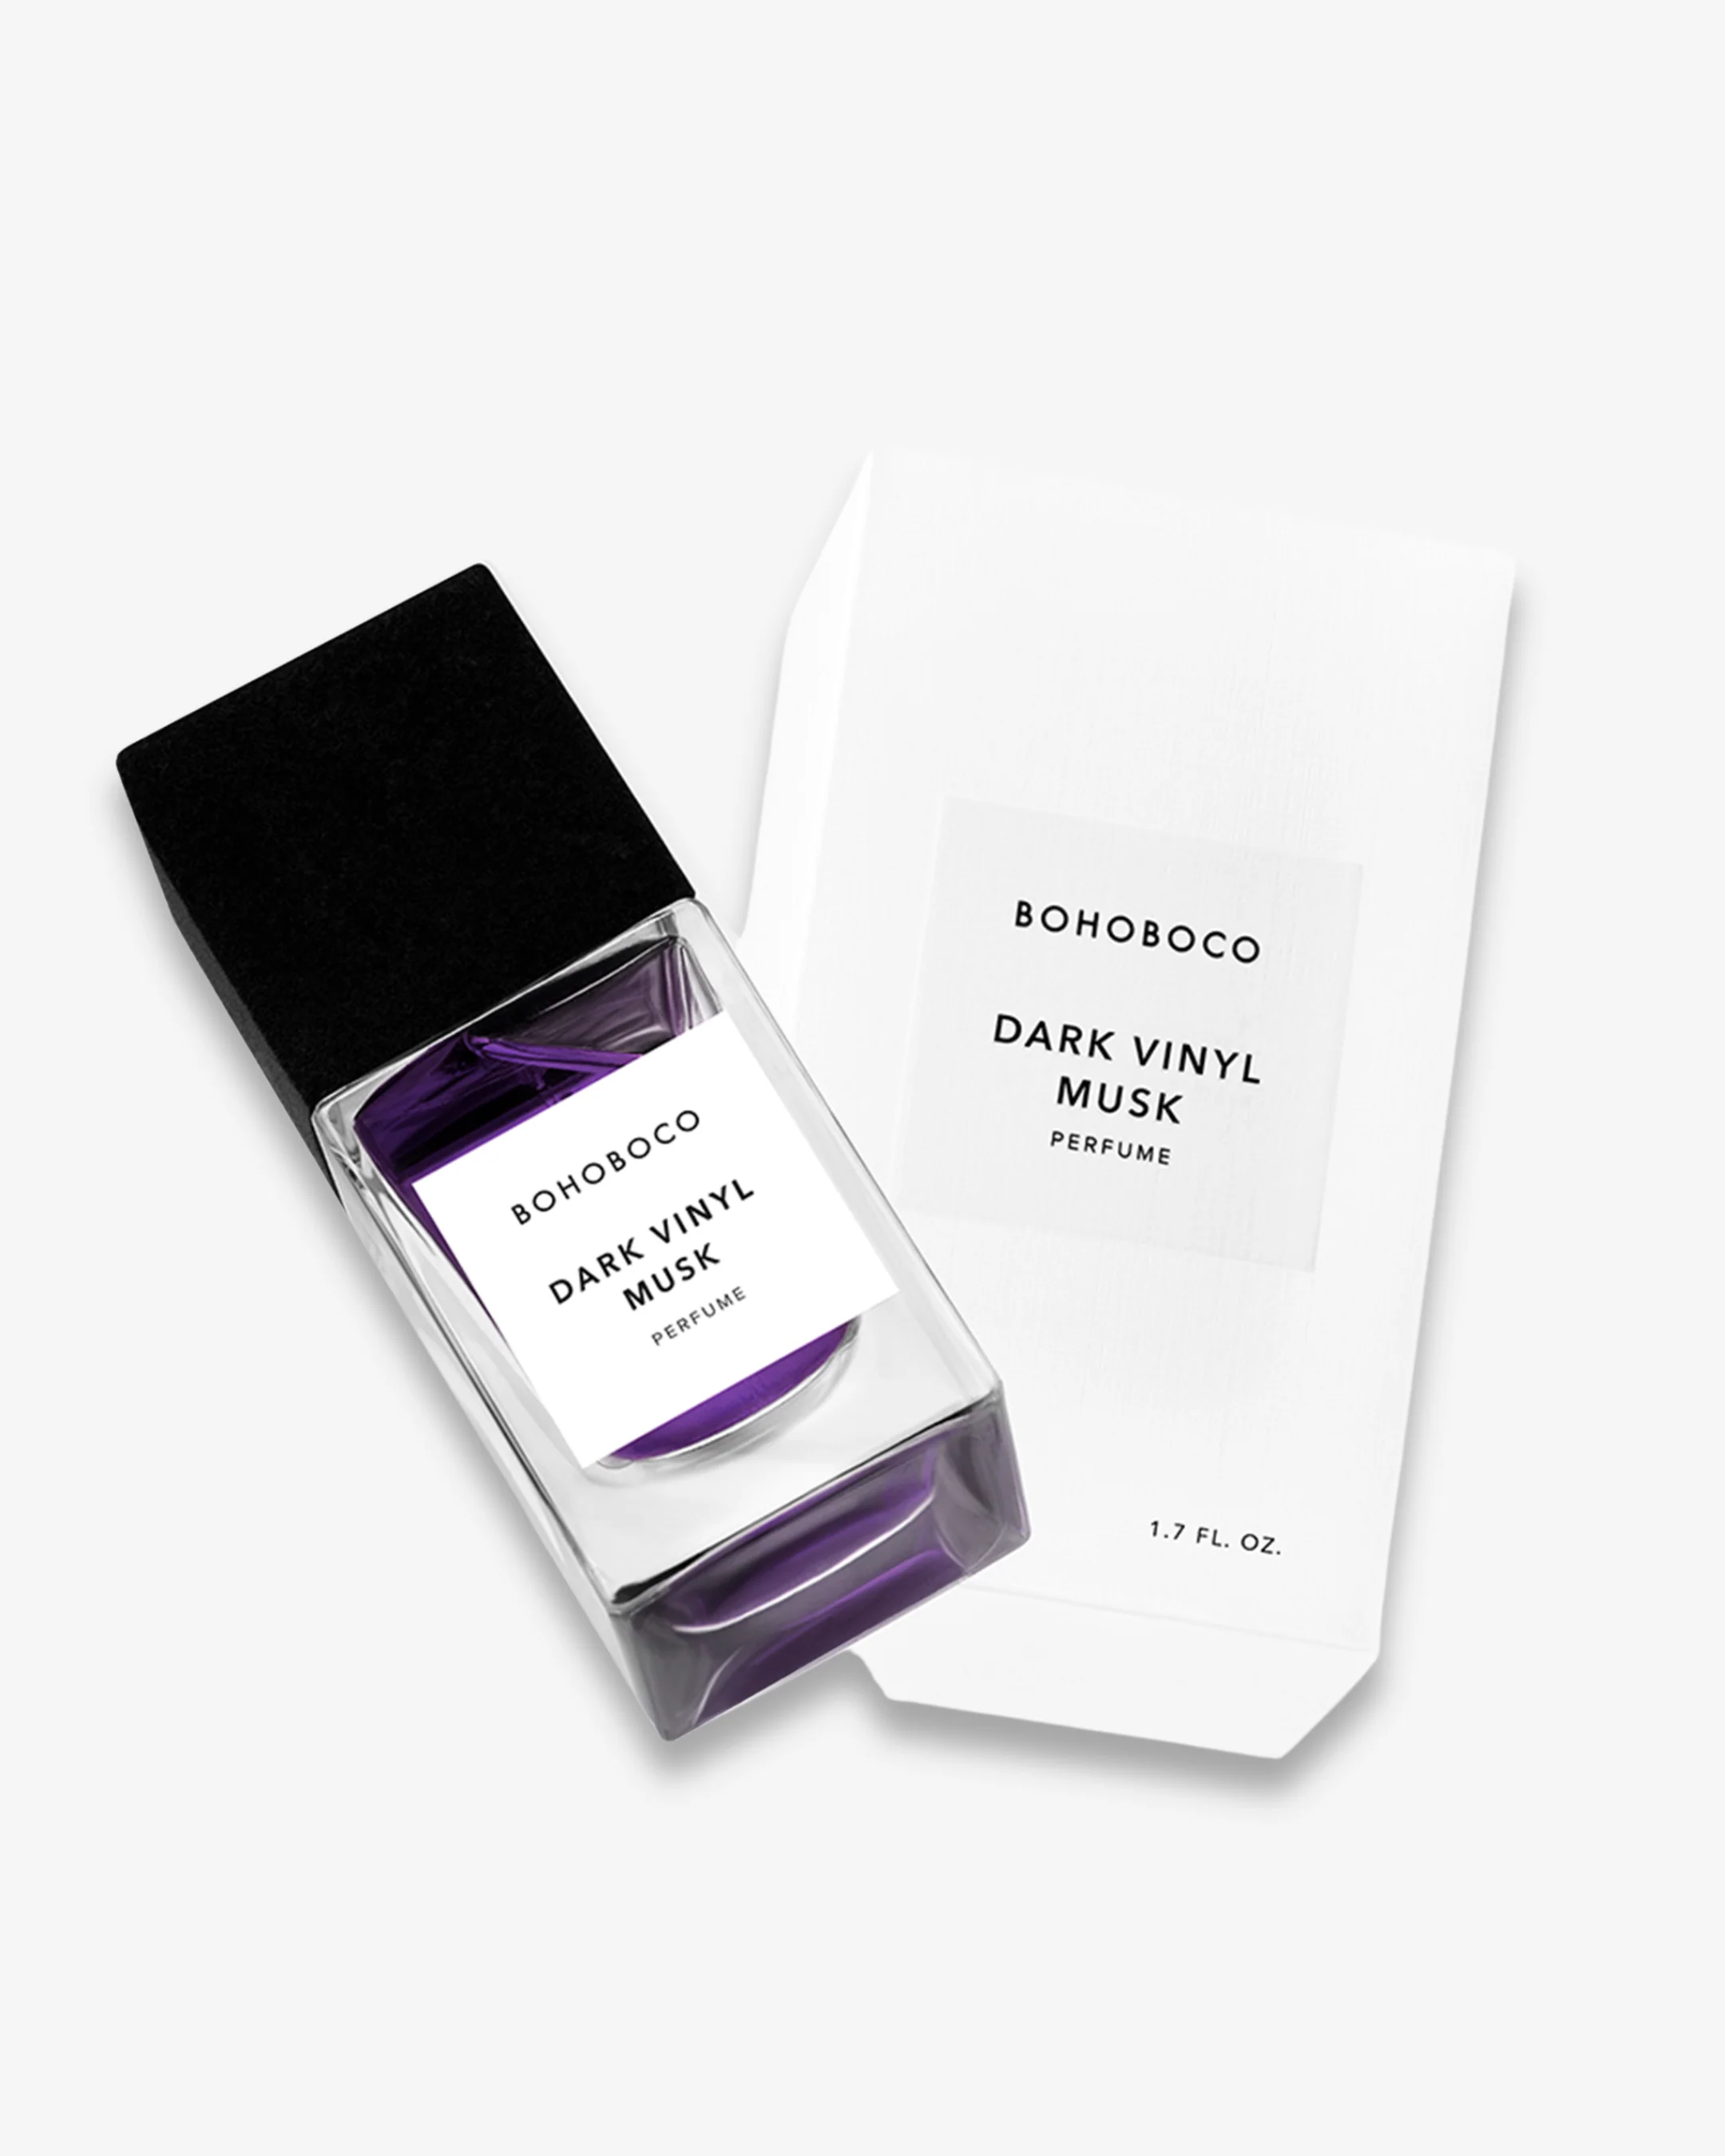 BOHOBOCO
DARK VINYL
MUSK
PERFUME
BOHOBOCO
DARK VINYL
MUSK
PERFUME
1.7 FL. OZ.